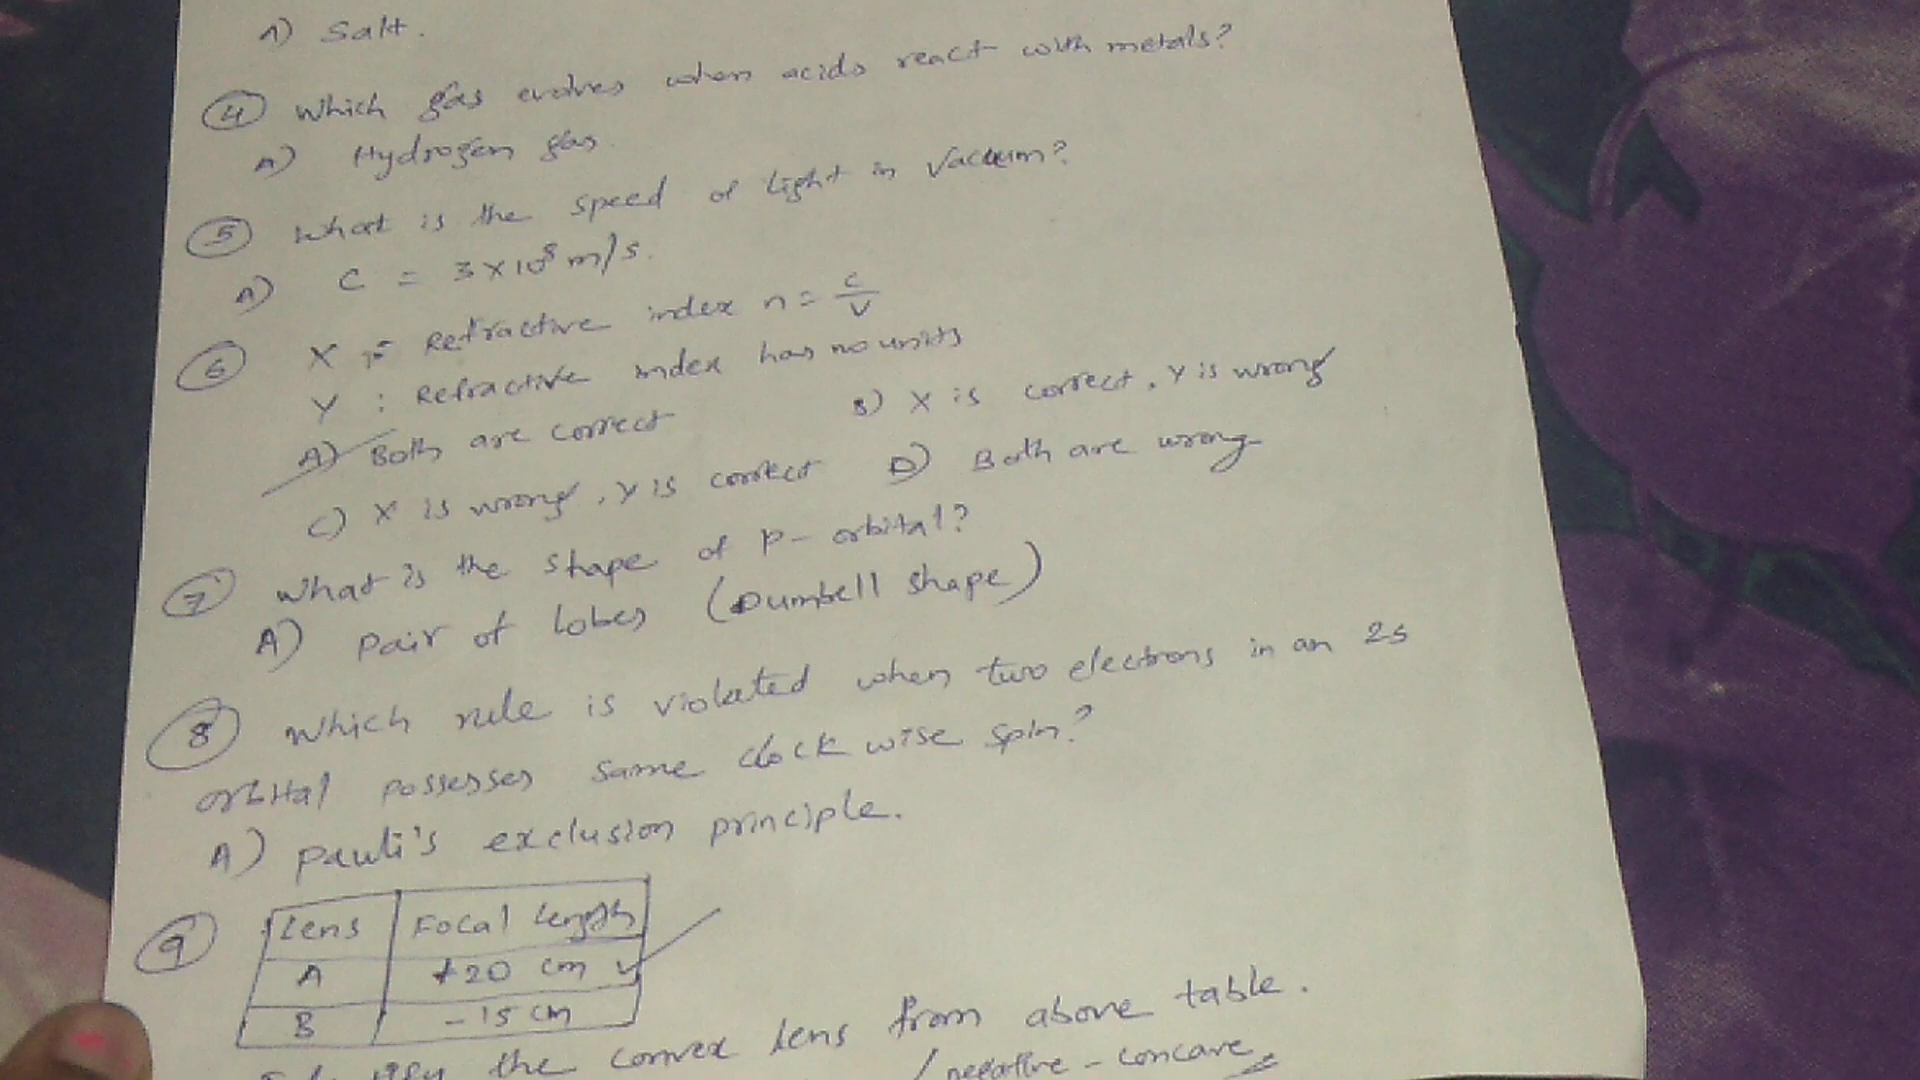 A) Salt.
④ Which gas evolves when acids react with metals?
A) Hydrogen gas
⑤ What is the speed of light in Vacuum?
A) C = 3 × 10⁸ m/s.
⑥ X : Refractive index n = c/v
Y : Refractive index has no units
A) Both are correct B) X is correct, Y is wrong
C) X is wrong, Y is correct D) Both are wrong
⑦ What is the shape of P-orbital?
A) Pair of lobes (Dumbell shape)
⑧ Which rule is violated when two electrons in an 2s
orbital possesses same clock wise spin?
A) Pauli's exclusion principle.
⑨ Lens Focal length
A +20 cm ✓
B -15 cm
the convex lens from above table.
negative - concave